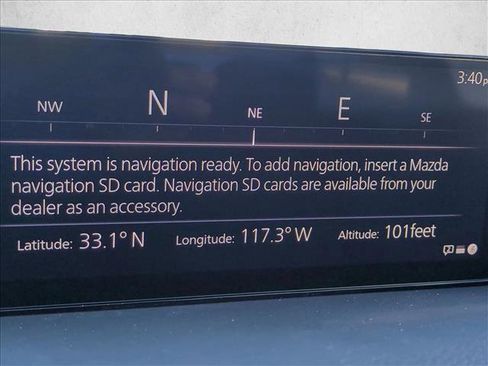 3:40p
NW N NE E SE
This system is navigation ready. To add navigation, insert a Mazda
navigation SD card. Navigation SD cards are available from your
dealer as an accessory.
Latitude: 33.1° N Longitude: 117.3° W Altitude: 101feet